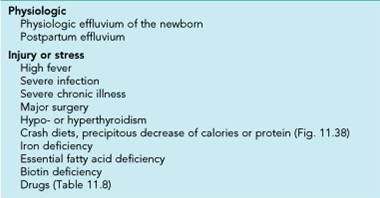 Physiologic
Physiologic effluvium of the newborn
Postpartum effluvium
Injury or stress
High fever
Severe infection
Severe chronic illness
Major surgery
Hypo- or hyperthyroidism
Crash diets, precipitous decrease of calories or protein (Fig. 11.38)
Iron deficiency
Essential fatty acid deficiency
Biotin deficiency
Drugs (Table 11.8)